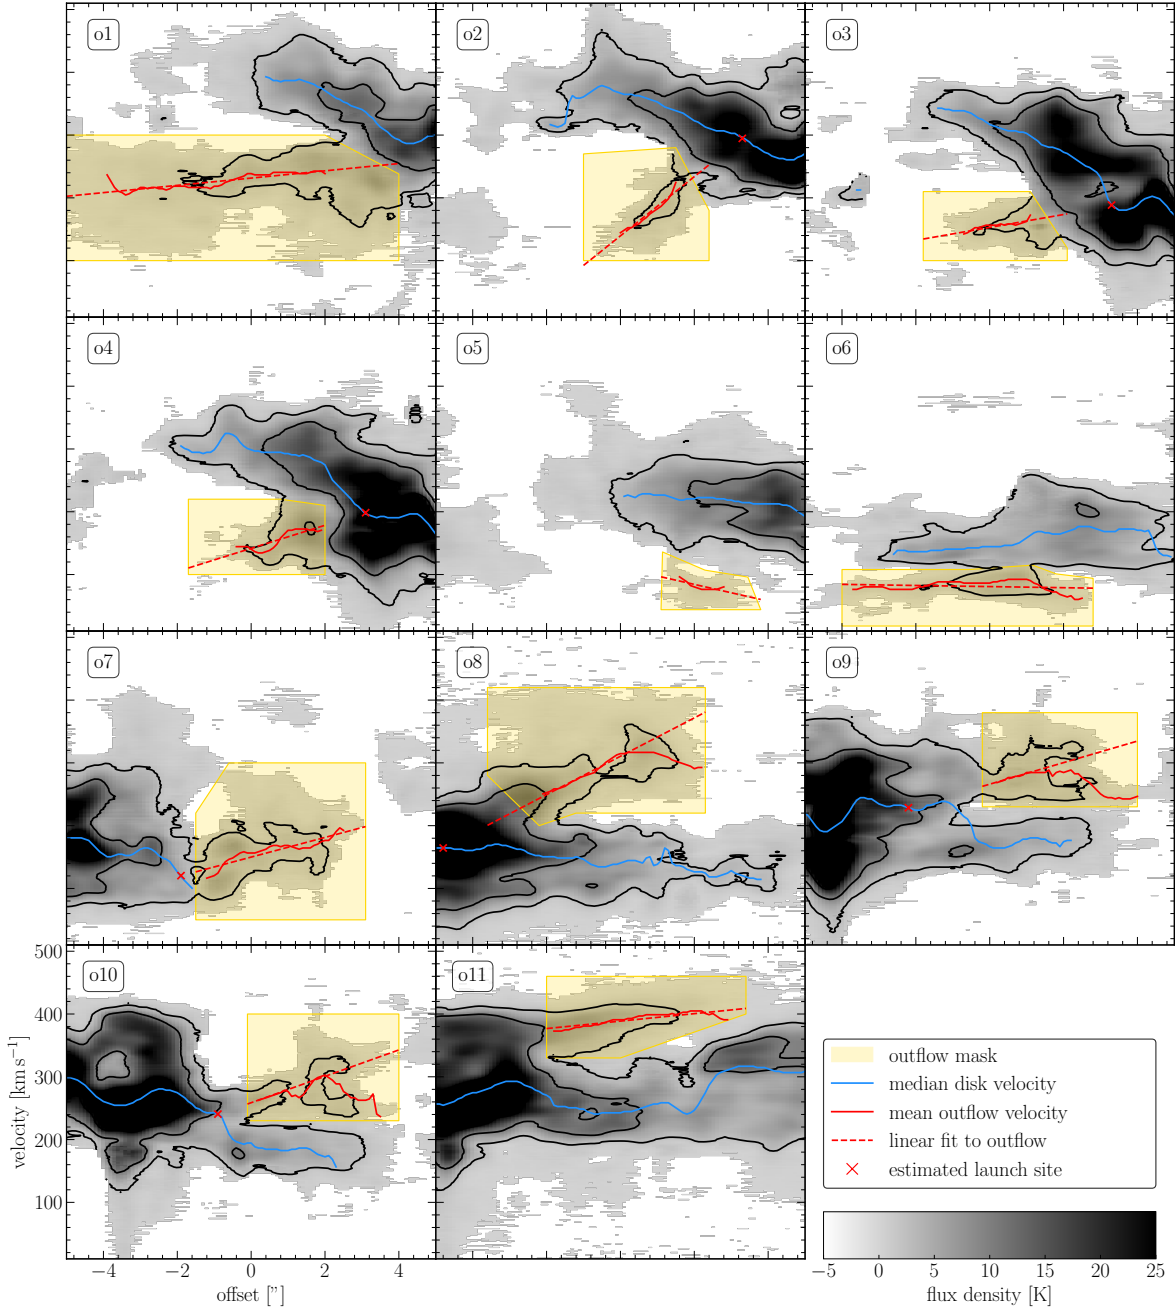 o1
o2
o3
o4
o5
o6
o7
o8
o9
o10
o11
500
400
300
200
100
velocity [km s⁻¹]
−4 −2 0 2 4
offset [”]
outflow mask
median disk velocity
mean outflow velocity
linear fit to outflow
estimated launch site
−5 0 5 10 15 20 25
flux density [K]